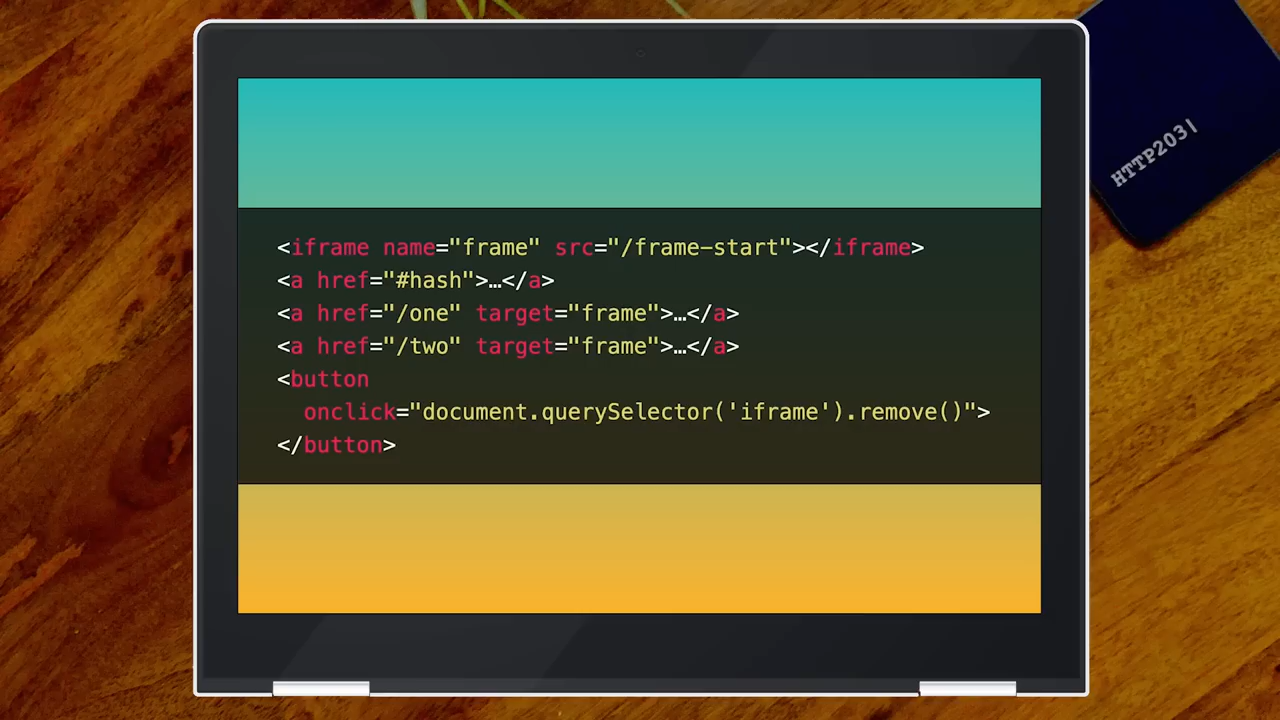 HTTP203|
<iframe name="frame" src="/frame-start"></iframe>
<a href="#hash">…</a>
<a href="/one" target="frame">…</a>
<a href="/two" target="frame">…</a>
<button
  onclick="document.querySelector('iframe').remove()">
</button>